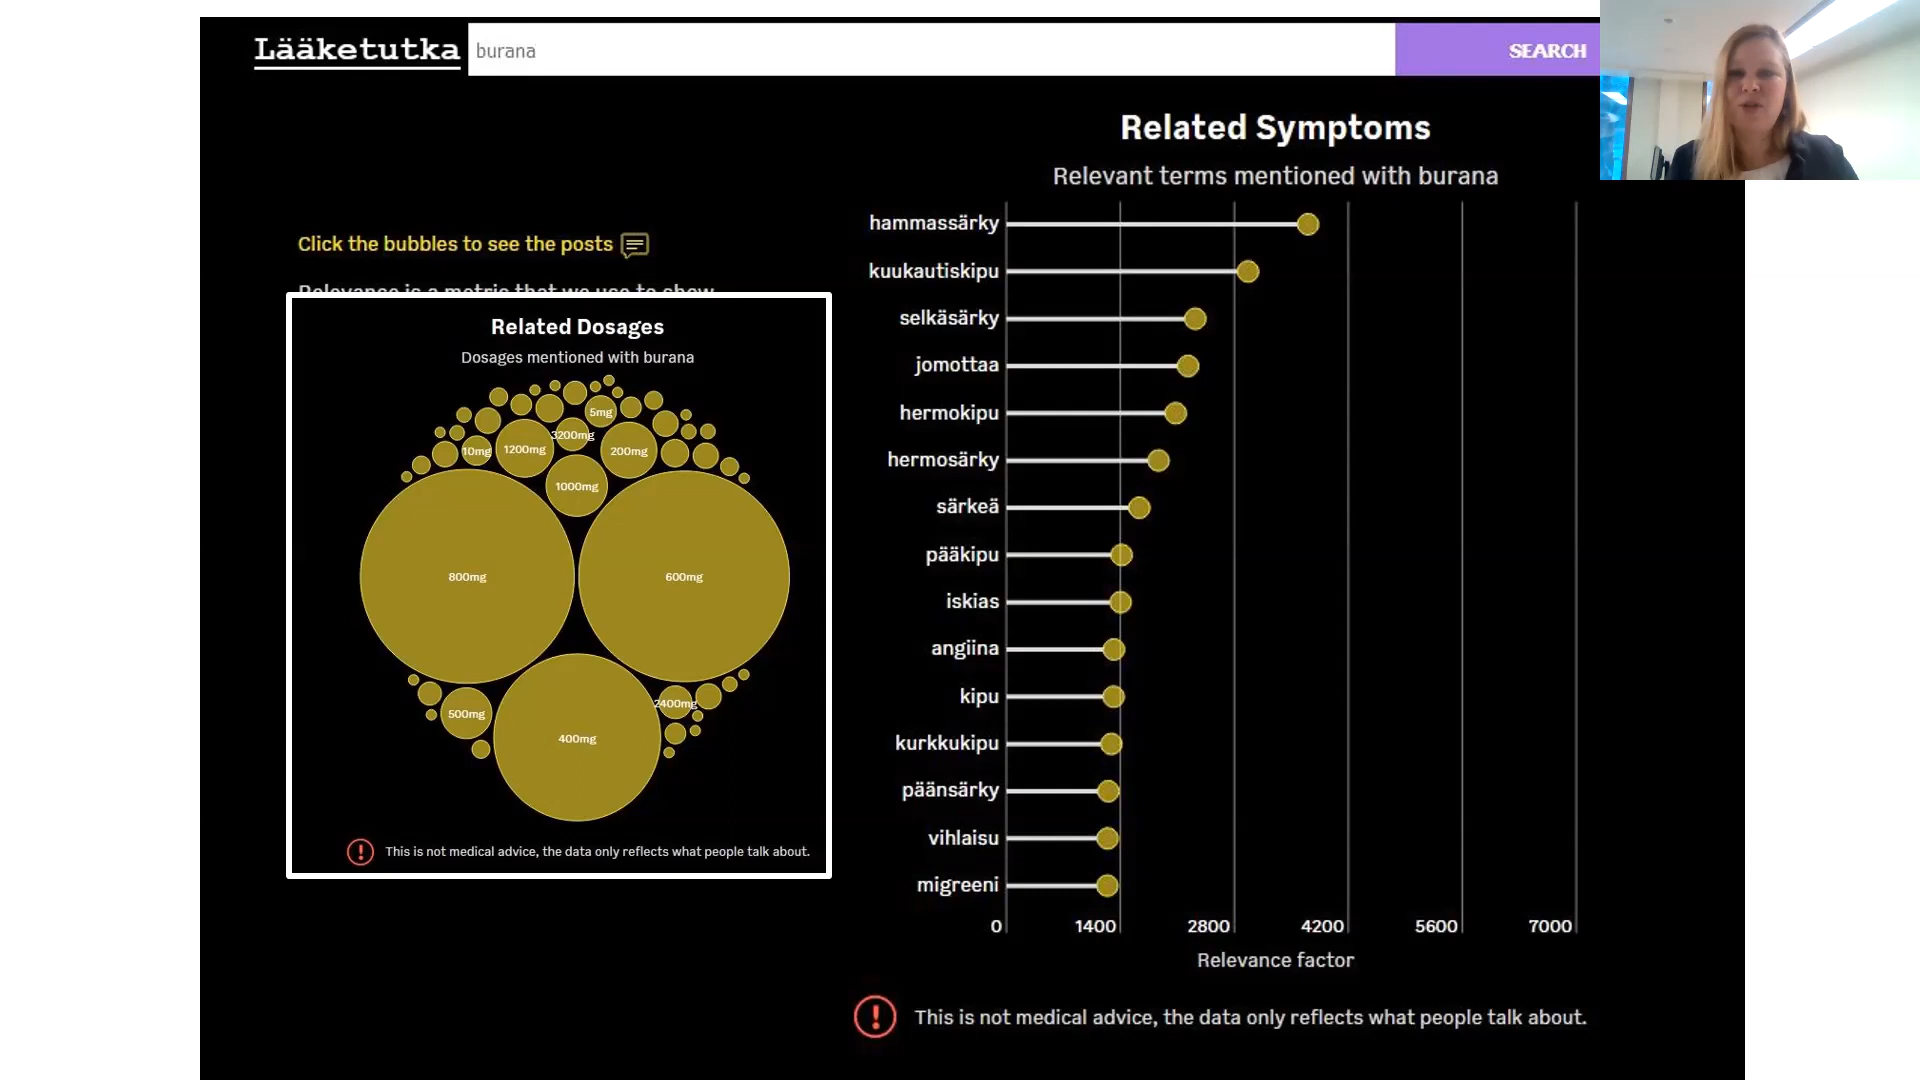 Lääketutka
burana
SEARCH
Click the bubbles to see the posts
Relevance is a metric that we use to show
Related Dosages
Dosages mentioned with burana
5mg
3200mg
10mg
1200mg
200mg
1000mg
800mg
600mg
500mg
2400mg
400mg
This is not medical advice, the data only reflects what people talk about.
Related Symptoms
Relevant terms mentioned with burana
hammassärky
kuukautiskipu
selkäsärky
jomottaa
hermokipu
hermosärky
särkeä
pääkipu
iskias
angiina
kipu
kurkkukipu
päänsärky
vihlaisu
migreeni
0 1400 2800 4200 5600 7000
Relevance factor
This is not medical advice, the data only reflects what people talk about.